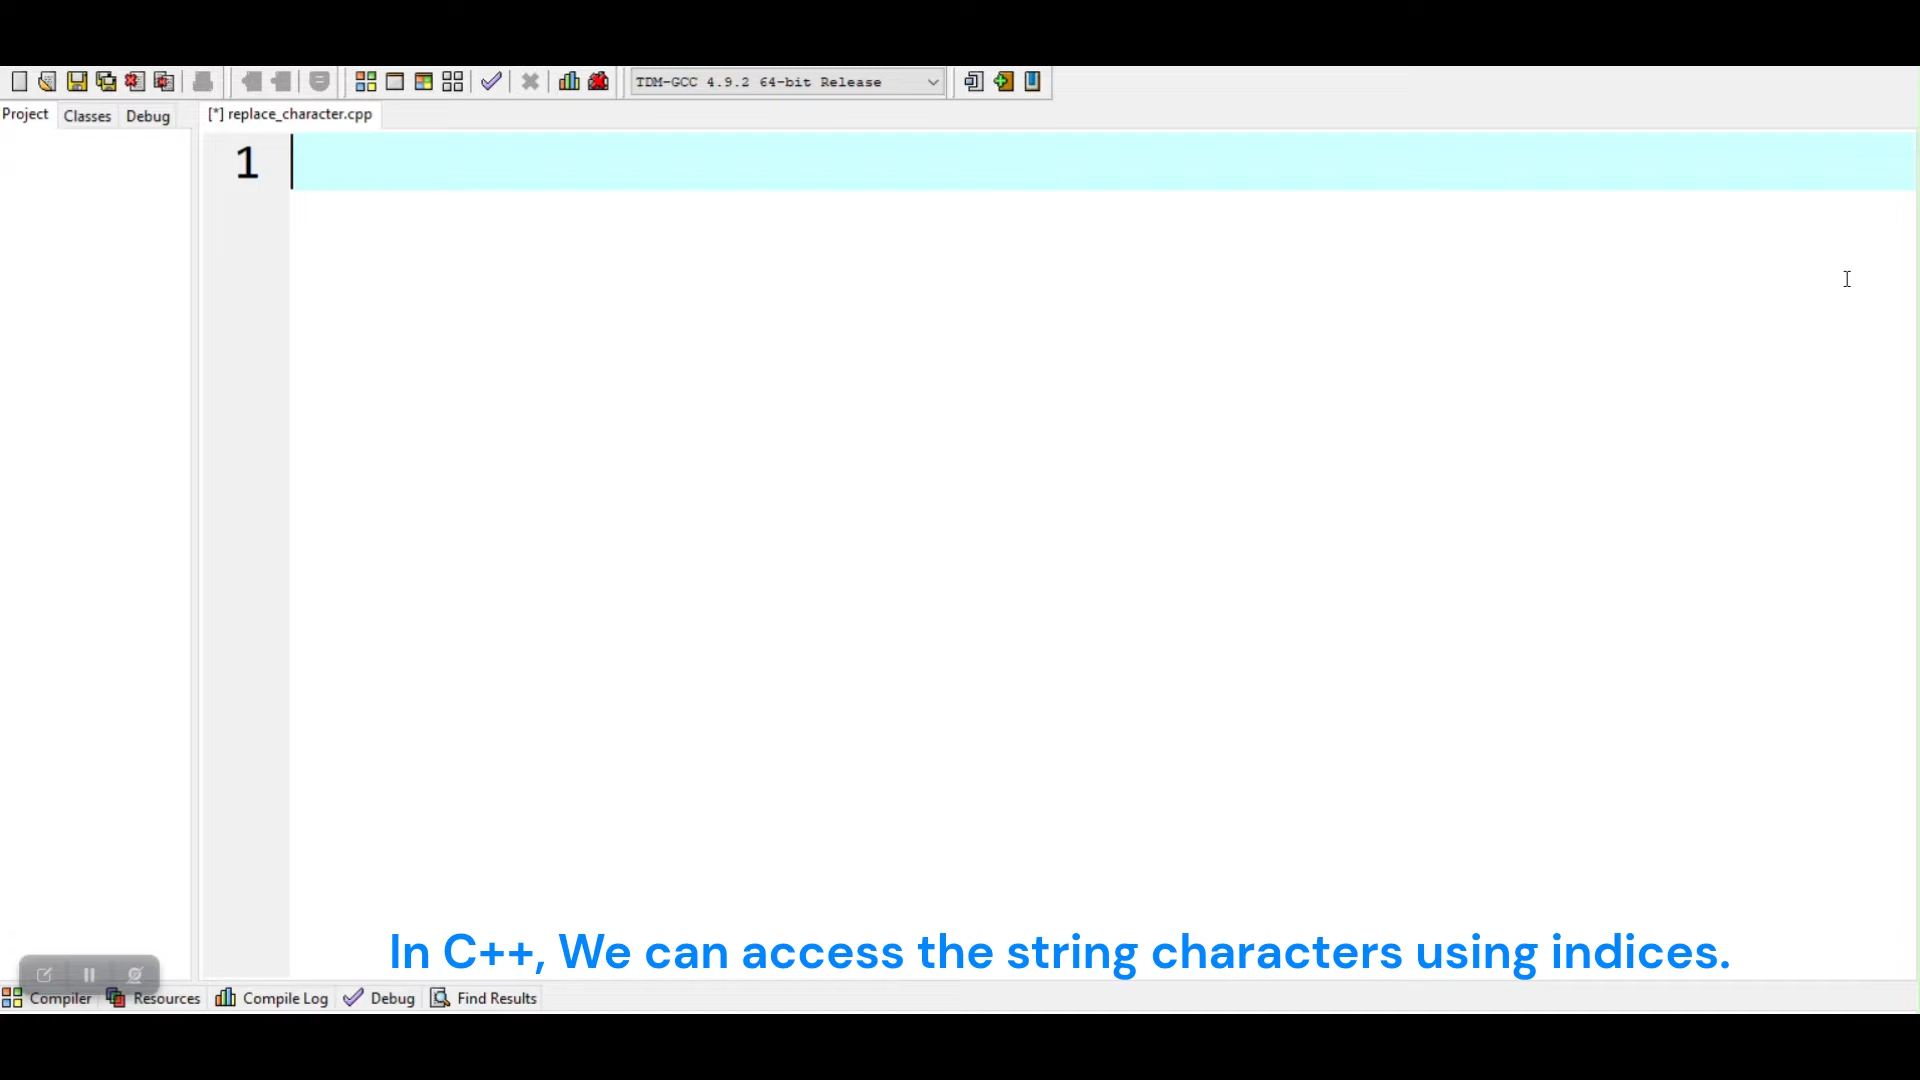 TDM-GCC 4.9.2 64-bit Release
Project Classes Debug [*] replace_character.cpp
1
In C++, We can access the string characters using indices.
Compiler Resources Compile Log Debug Find Results